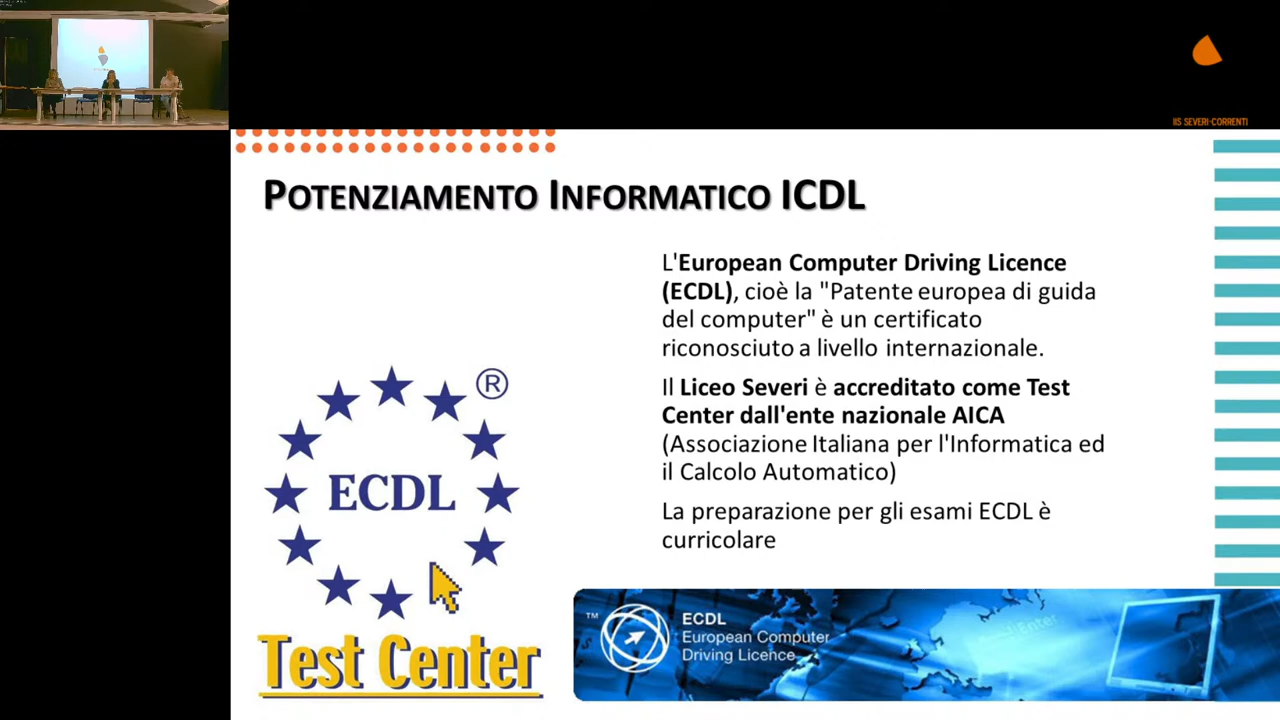 IIS SEVERI-CORRENTI
POTENZIAMENTO INFORMATICO ICDL
L'European Computer Driving Licence
(ECDL), cioè la "Patente europea di guida
del computer" è un certificato
riconosciuto a livello internazionale.
Il Liceo Severi è accreditato come Test
Center dall'ente nazionale AICA
(Associazione Italiana per l'Informatica ed
il Calcolo Automatico)
La preparazione per gli esami ECDL è
curricolare
®
ECDL
Test Center
™
ECDL
European Computer
Driving Licence
Enter